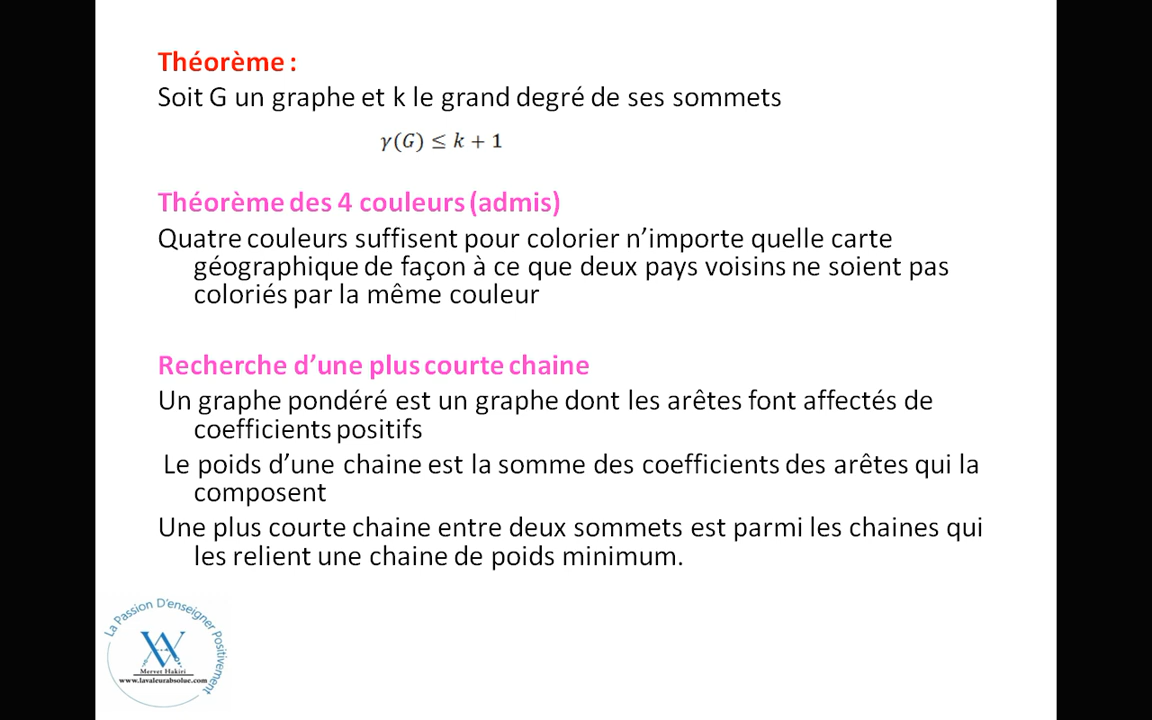 Théorème :
Soit G un graphe et k le grand degré de ses sommets
γ(G) ≤ k + 1
Théorème des 4 couleurs (admis)
Quatre couleurs suffisent pour colorier n’importe quelle carte
géographique de façon à ce que deux pays voisins ne soient pas
coloriés par la même couleur
Recherche d’une plus courte chaine
Un graphe pondéré est un graphe dont les arêtes font affectés de
coefficients positifs
Le poids d’une chaine est la somme des coefficients des arêtes qui la
composent
Une plus courte chaine entre deux sommets est parmi les chaines qui
les relient une chaine de poids minimum.
La Passion D'enseigner Positivement
Mervet Hakiri
www.lavaleurabsolue.com